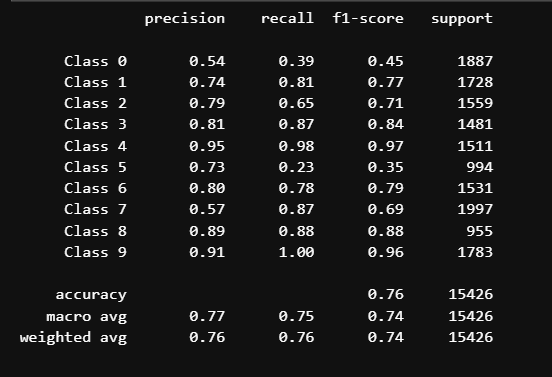 precision recall f1-score support
Class 0 0.54 0.39 0.45 1887
Class 1 0.74 0.81 0.77 1728
Class 2 0.79 0.65 0.71 1559
Class 3 0.81 0.87 0.84 1481
Class 4 0.95 0.98 0.97 1511
Class 5 0.73 0.23 0.35 994
Class 6 0.80 0.78 0.79 1531
Class 7 0.57 0.87 0.69 1997
Class 8 0.89 0.88 0.88 955
Class 9 0.91 1.00 0.96 1783
accuracy 0.76 15426
macro avg 0.77 0.75 0.74 15426
weighted avg 0.76 0.76 0.74 15426